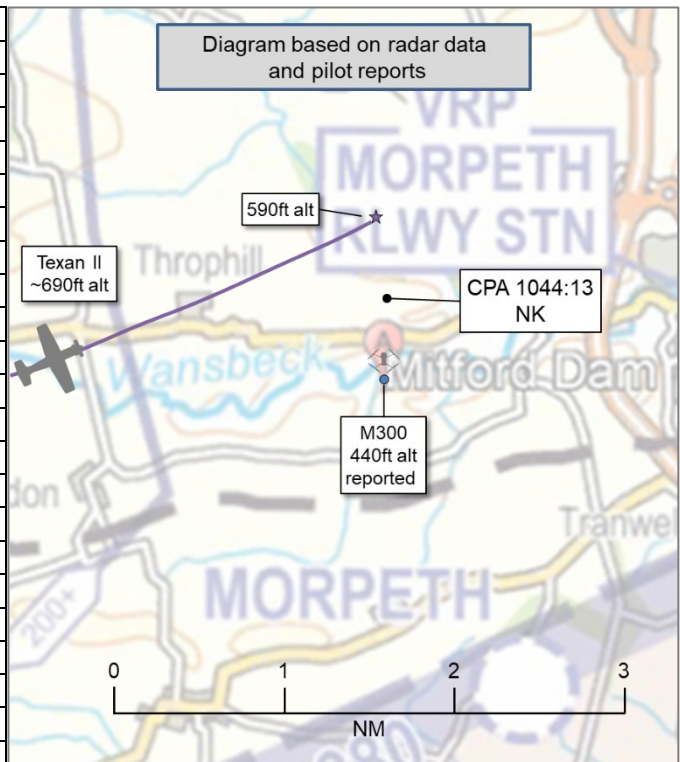 Diagram based on radar data
and pilot reports
VRP
MORPETH
RLWY STN
590ft alt
Texan II
~690ft alt
Throphill
CPA 1044:13
NK
Wansbeck
Mitford Dam
M300
440ft alt
reported
don
Tranwel
MORPETH
200+
0 1 2 3
NM